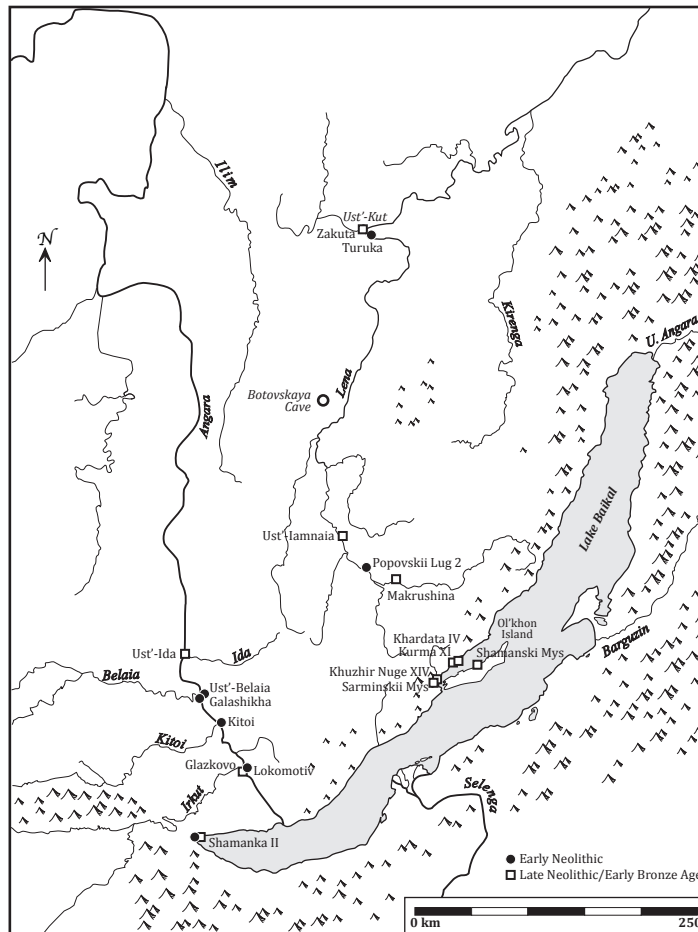 Ilim
N
Ust'-Kut
Zakuta
Turuka
Kirenga
U. Angara
Lena
Botovskaya
Cave
Angara
Lake Baikal
Ust'-Iamnaia
Popovskii Lug 2
Makrushina
Ol'khon
Island
Khardata IV
Kurma XI
Shamanski Mys
Barguzin
Ust'-Ida
Ida
Khuzhir Nuge XIV
Sarminskii Mys
Belaia
Ust'-Belaia
Galashikha
Kitoi
Kitoi
Glazkovo
Lokomotiv
Irkut
Selenga
Shamanka II
Early Neolithic
Late Neolithic/Early Bronze Age
0 km
250